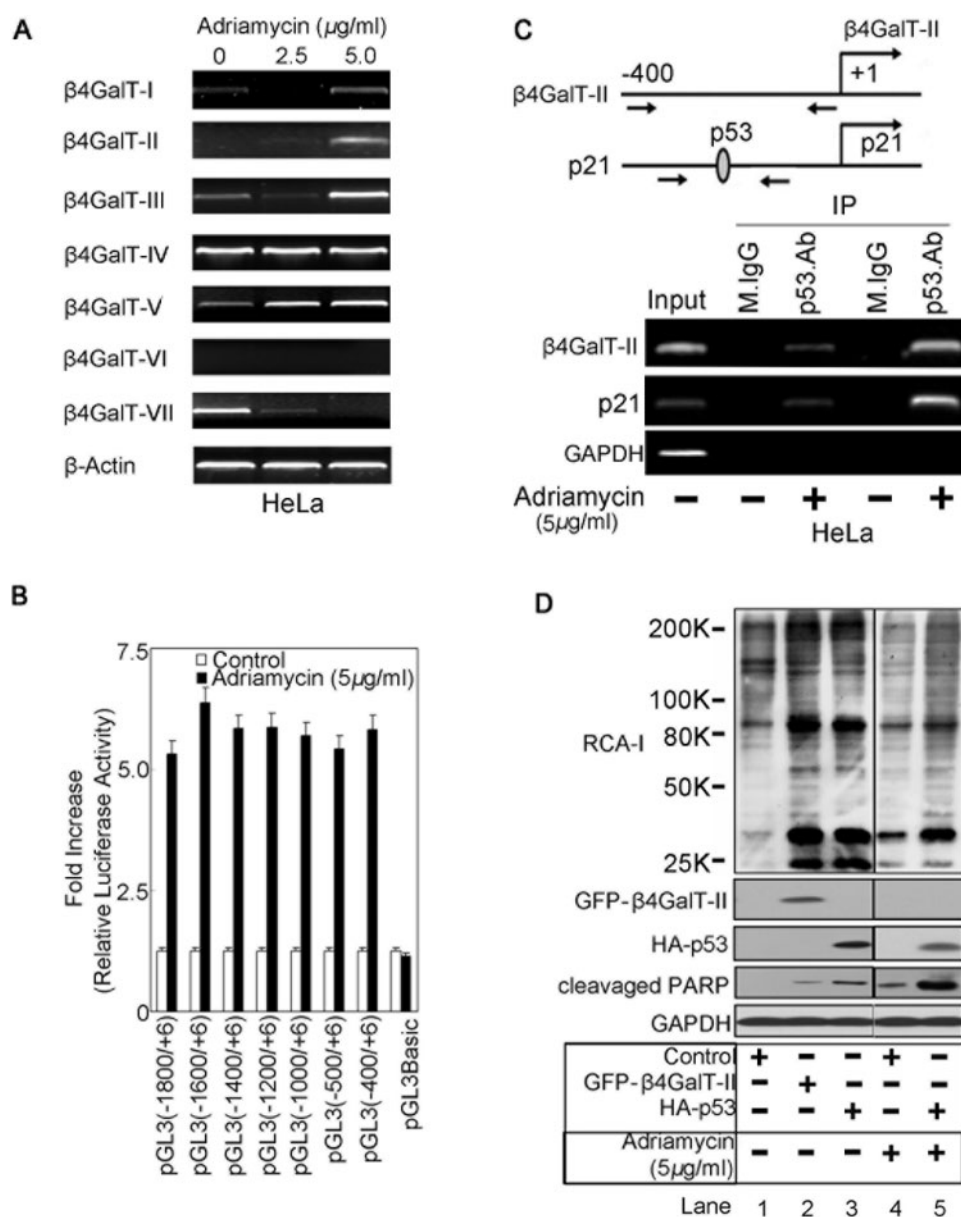 A
Adriamycin (µg/ml)
0 2.5 5.0
β4GalT-I
β4GalT-II
β4GalT-III
β4GalT-IV
β4GalT-V
β4GalT-VI
β4GalT-VII
β-Actin
HeLa
B
7.5
5.0
2.5
0
Fold Increase
(Relative Luciferase Activity)
Control
Adriamycin (5µg/ml)
pGL3(-1800/+6)
pGL3(-1600/+6)
pGL3(-1400/+6)
pGL3(-1200/+6)
pGL3(-1000/+6)
pGL3(-500/+6)
pGL3(-400/+6)
pGL3Basic
C
β4GalT-II
-400 +1
β4GalT-II
p53
p21 p21
IP
Input M.IgG p53.Ab M.IgG p53.Ab
β4GalT-II
p21
GAPDH
Adriamycin - - + - +
(5µg/ml)
HeLa
D
200K
100K
RCA-I
80K
50K
25K
GFP-β4GalT-II
HA-p53
cleavaged PARP
GAPDH
Control + - - + -
GFP-β4GalT-II - + - - -
HA-p53 - - + - +
Adriamycin - - - + +
(5µg/ml)
Lane 1 2 3 4 5